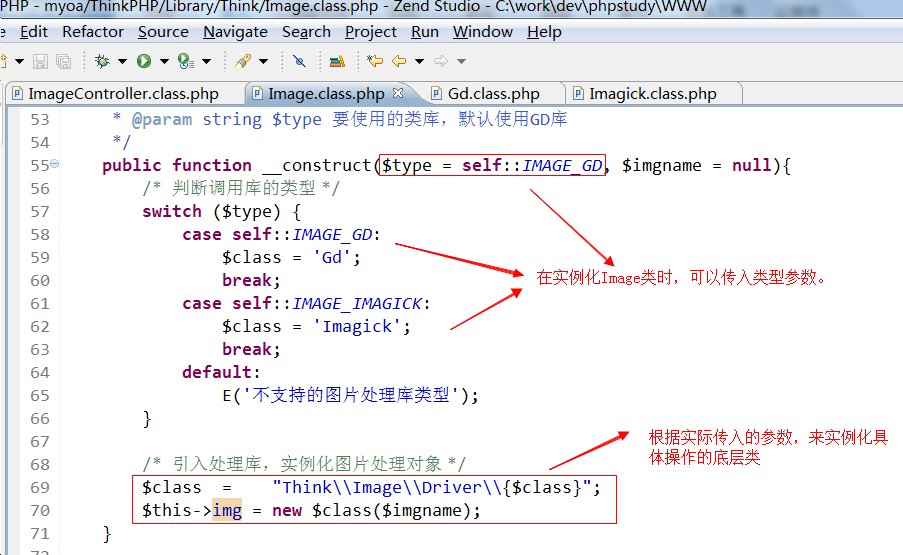 PHP - myoa/ThinkPHP/Library/Think/Image.class.php - Zend Studio - C:\work\dev\phpstudy\WWW
Edit Refactor Source Navigate Search Project Run Window Help
ImageController.class.php Image.class.php Gd.class.php Imagick.class.php
53 * @param string $type 要使用的类库，默认使用GD库
54 */
55 public function __construct($type = self::IMAGE_GD, $imgname = null){
56 /* 判断调用库的类型 */
57 switch ($type) {
58 case self::IMAGE_GD:
59 $class = 'Gd';
60 break;
61 case self::IMAGE_IMAGICK:
62 $class = 'Imagick';
63 break;
64 default:
65 E('不支持的图片处理库类型');
66 }
67
68 /* 引入处理库，实例化图片处理对象 */
69 $class  =    "Think\\Image\\Driver\\{$class}";
70 $this->img = new $class($imgname);
71 }
在实例化Image类时，可以传入类型参数。
根据实际传入的参数，来实例化具
体操作的底层类